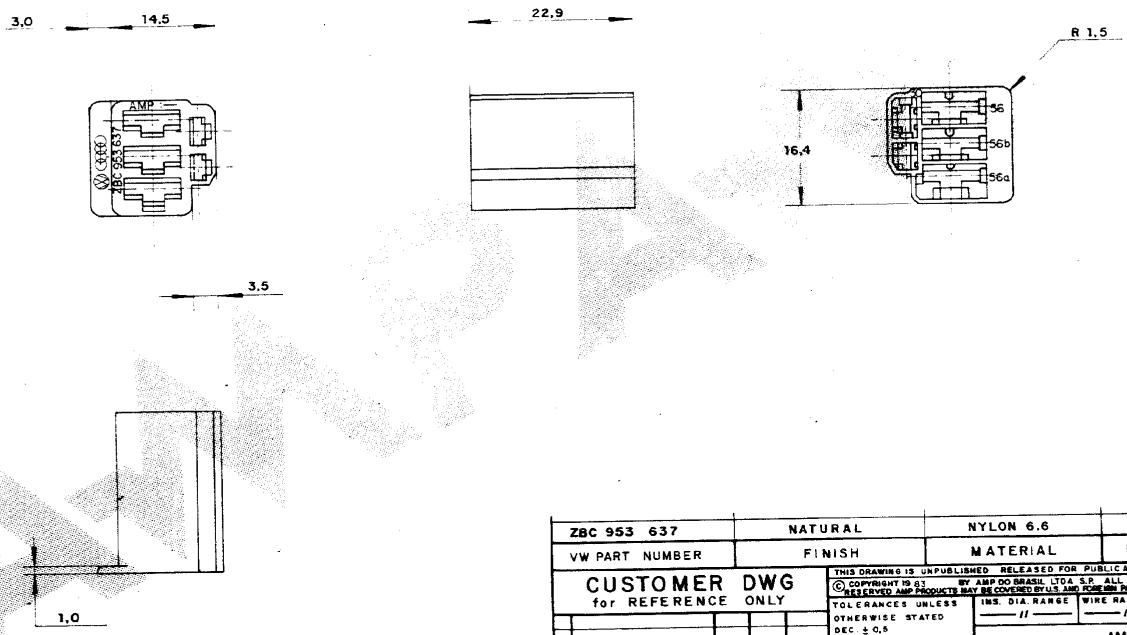 3,0
14,5
22,9
R 1,5
AMP
ZBC 953 637
16,4
56
56b
56a
3,5
1,0
ZBC 953 637 NATURAL NYLON 6.6
VW PART NUMBER FINISH MATERIAL
CUSTOMER DWG
for REFERENCE ONLY
THIS DRAWING IS UNPUBLISHED RELEASED FOR PUBLICA
© COPYRIGHT 19 83 BY AMP DO BRASIL LTDA S.P. ALL
RESERVED AMP PRODUCTS MAY BE COVERED BY U.S. AND FOREIGN
TOLERANCES UNLESS
OTHERWISE STATED
DEC. ± 0,5
INS. DIA. RANGE
—//—
WIRE RA
AM
AMP